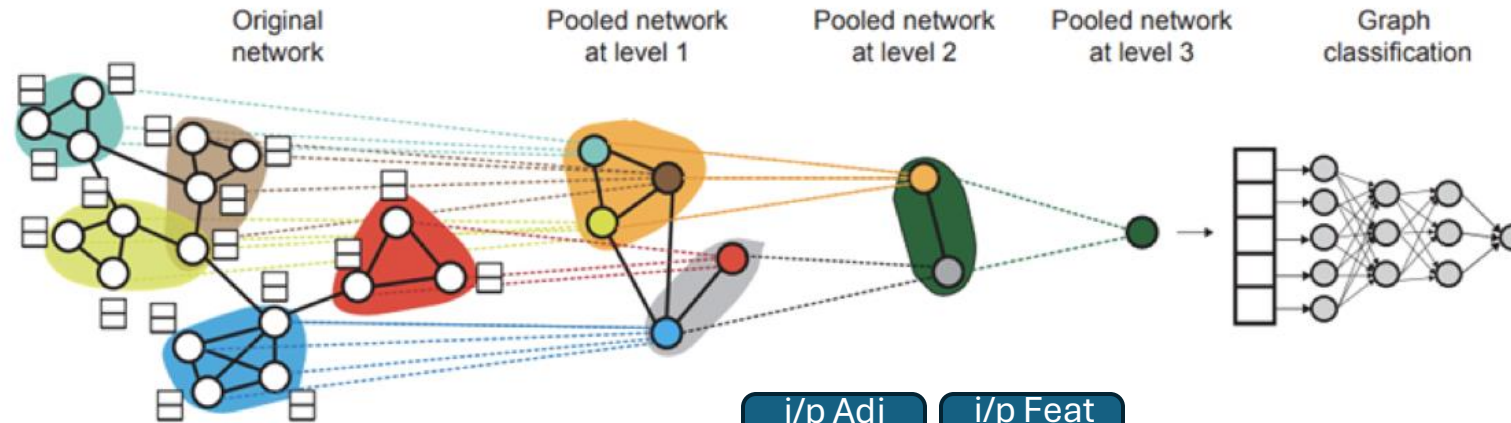 Original
network
Pooled network
at level 1
Pooled network
at level 2
Pooled network
at level 3
Graph
classification
i/p Adj
i/p Feat